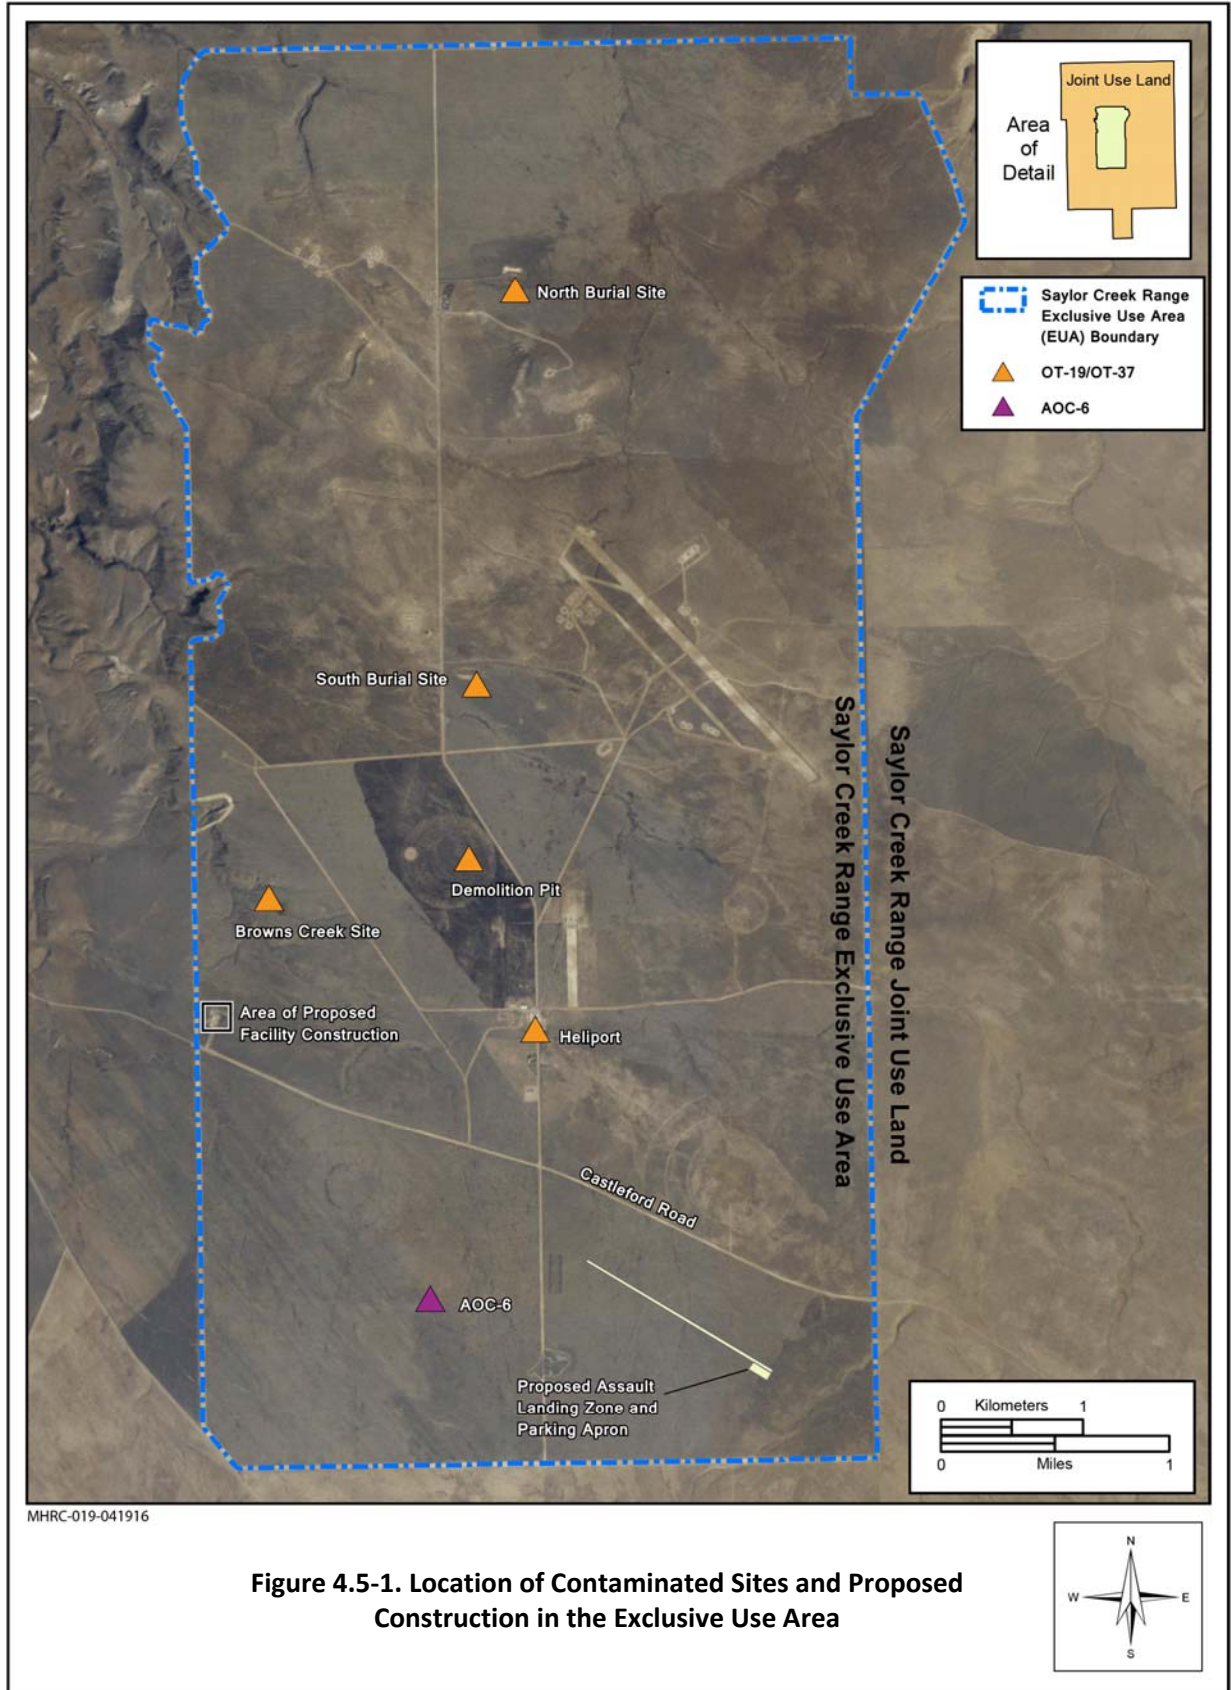 Joint Use Land
Area
of
Detail
Saylor Creek Range
Exclusive Use Area
(EUA) Boundary
OT-19/OT-37
AOC-6
North Burial Site
South Burial Site
Saylor Creek Range Exclusive Use Area
Saylor Creek Range Joint Use Land
Demolition Pit
Browns Creek Site
Area of Proposed
Facility Construction
Heliport
Castleford Road
AOC-6
Proposed Assault
Landing Zone and
Parking Apron
0 Kilometers 1
0 Miles 1
MHRC-019-041916
Figure 4.5-1. Location of Contaminated Sites and Proposed
Construction in the Exclusive Use Area
N
W E
S